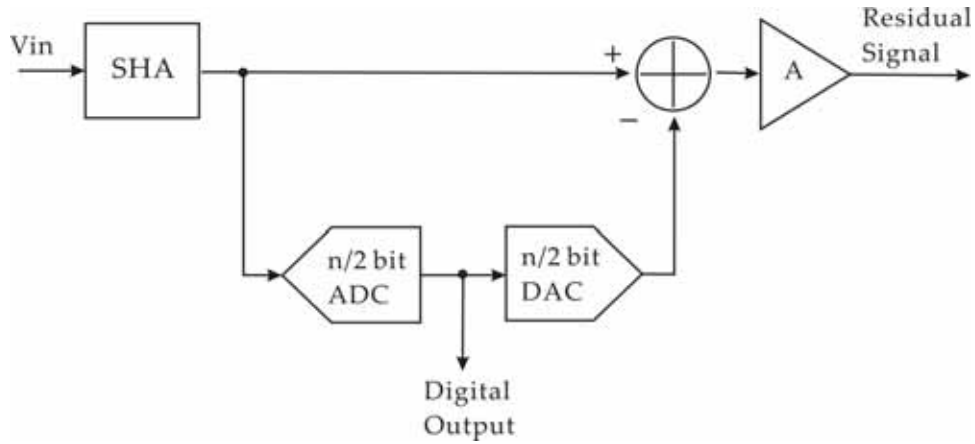 Vin
SHA
+
−
A
Residual
Signal
n/2 bit
ADC
n/2 bit
DAC
Digital
Output